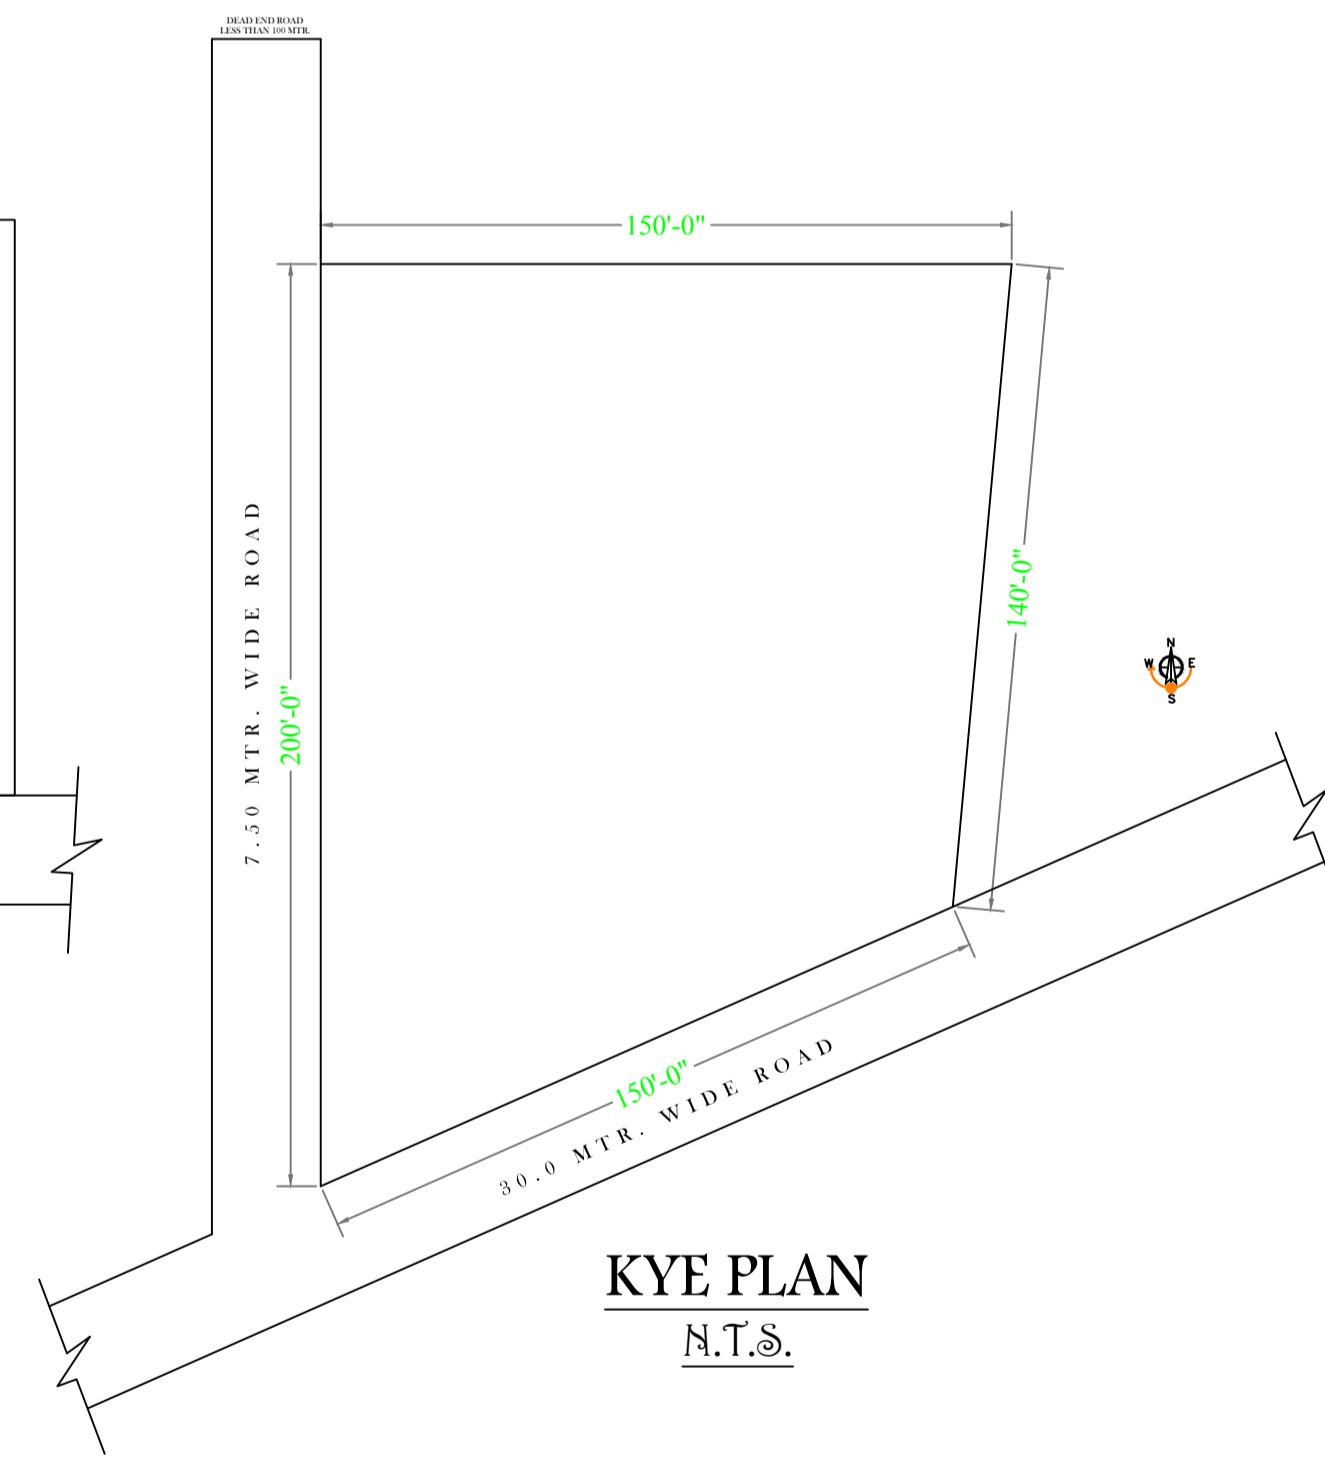 DEAD END ROAD
LESS THAN 100 MTR.
150'-0"
7.50 MTR. WIDE ROAD
200'-0"
140'-0"
N
W E
S
150'-0"
30.0 MTR. WIDE ROAD
KYE PLAN
N.T.S.